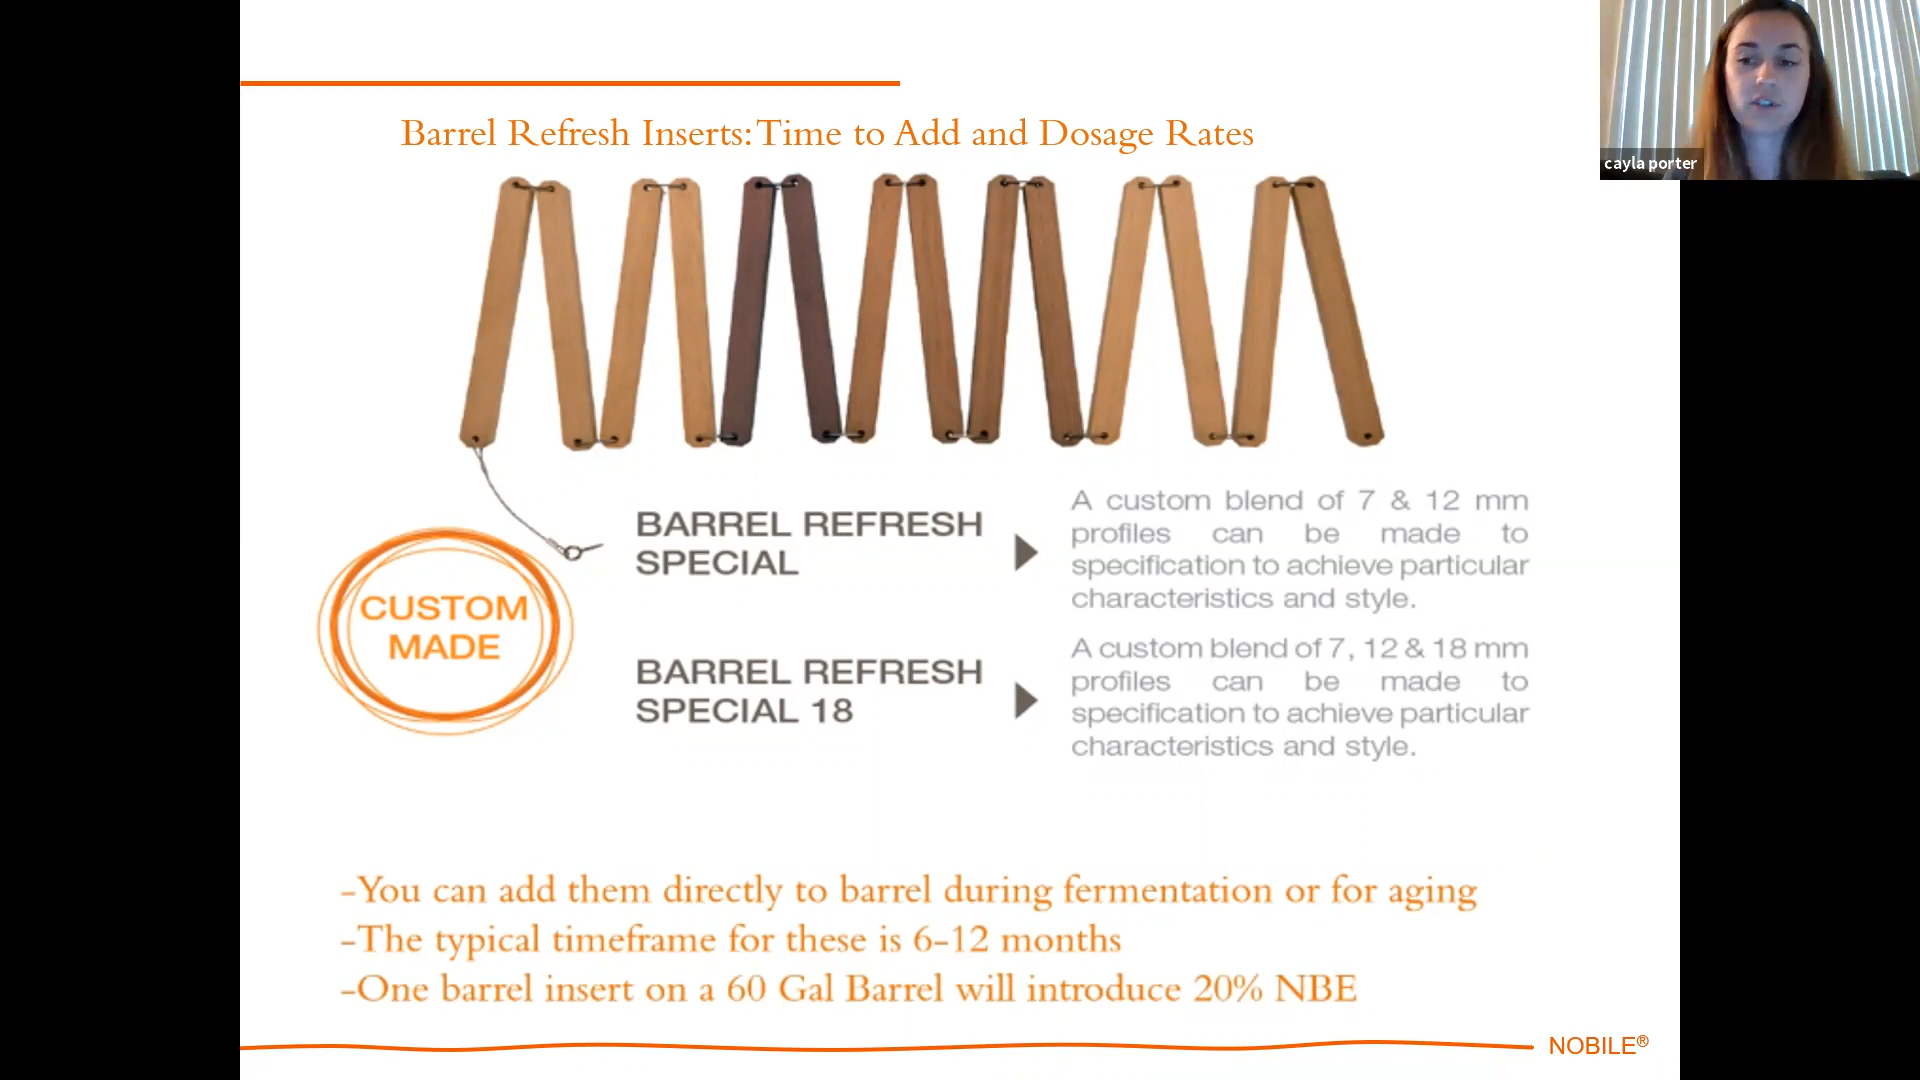 cayla porter
Barrel Refresh Inserts: Time to Add and Dosage Rates
BARREL REFRESH
SPECIAL
A custom blend of 7 & 12 mm
profiles can be made to
specification to achieve particular
characteristics and style.
CUSTOM
MADE
BARREL REFRESH
SPECIAL 18
A custom blend of 7, 12 & 18 mm
profiles can be made to
specification to achieve particular
characteristics and style.
-You can add them directly to barrel during fermentation or for aging
-The typical timeframe for these is 6-12 months
-One barrel insert on a 60 Gal Barrel will introduce 20% NBE
NOBILE®